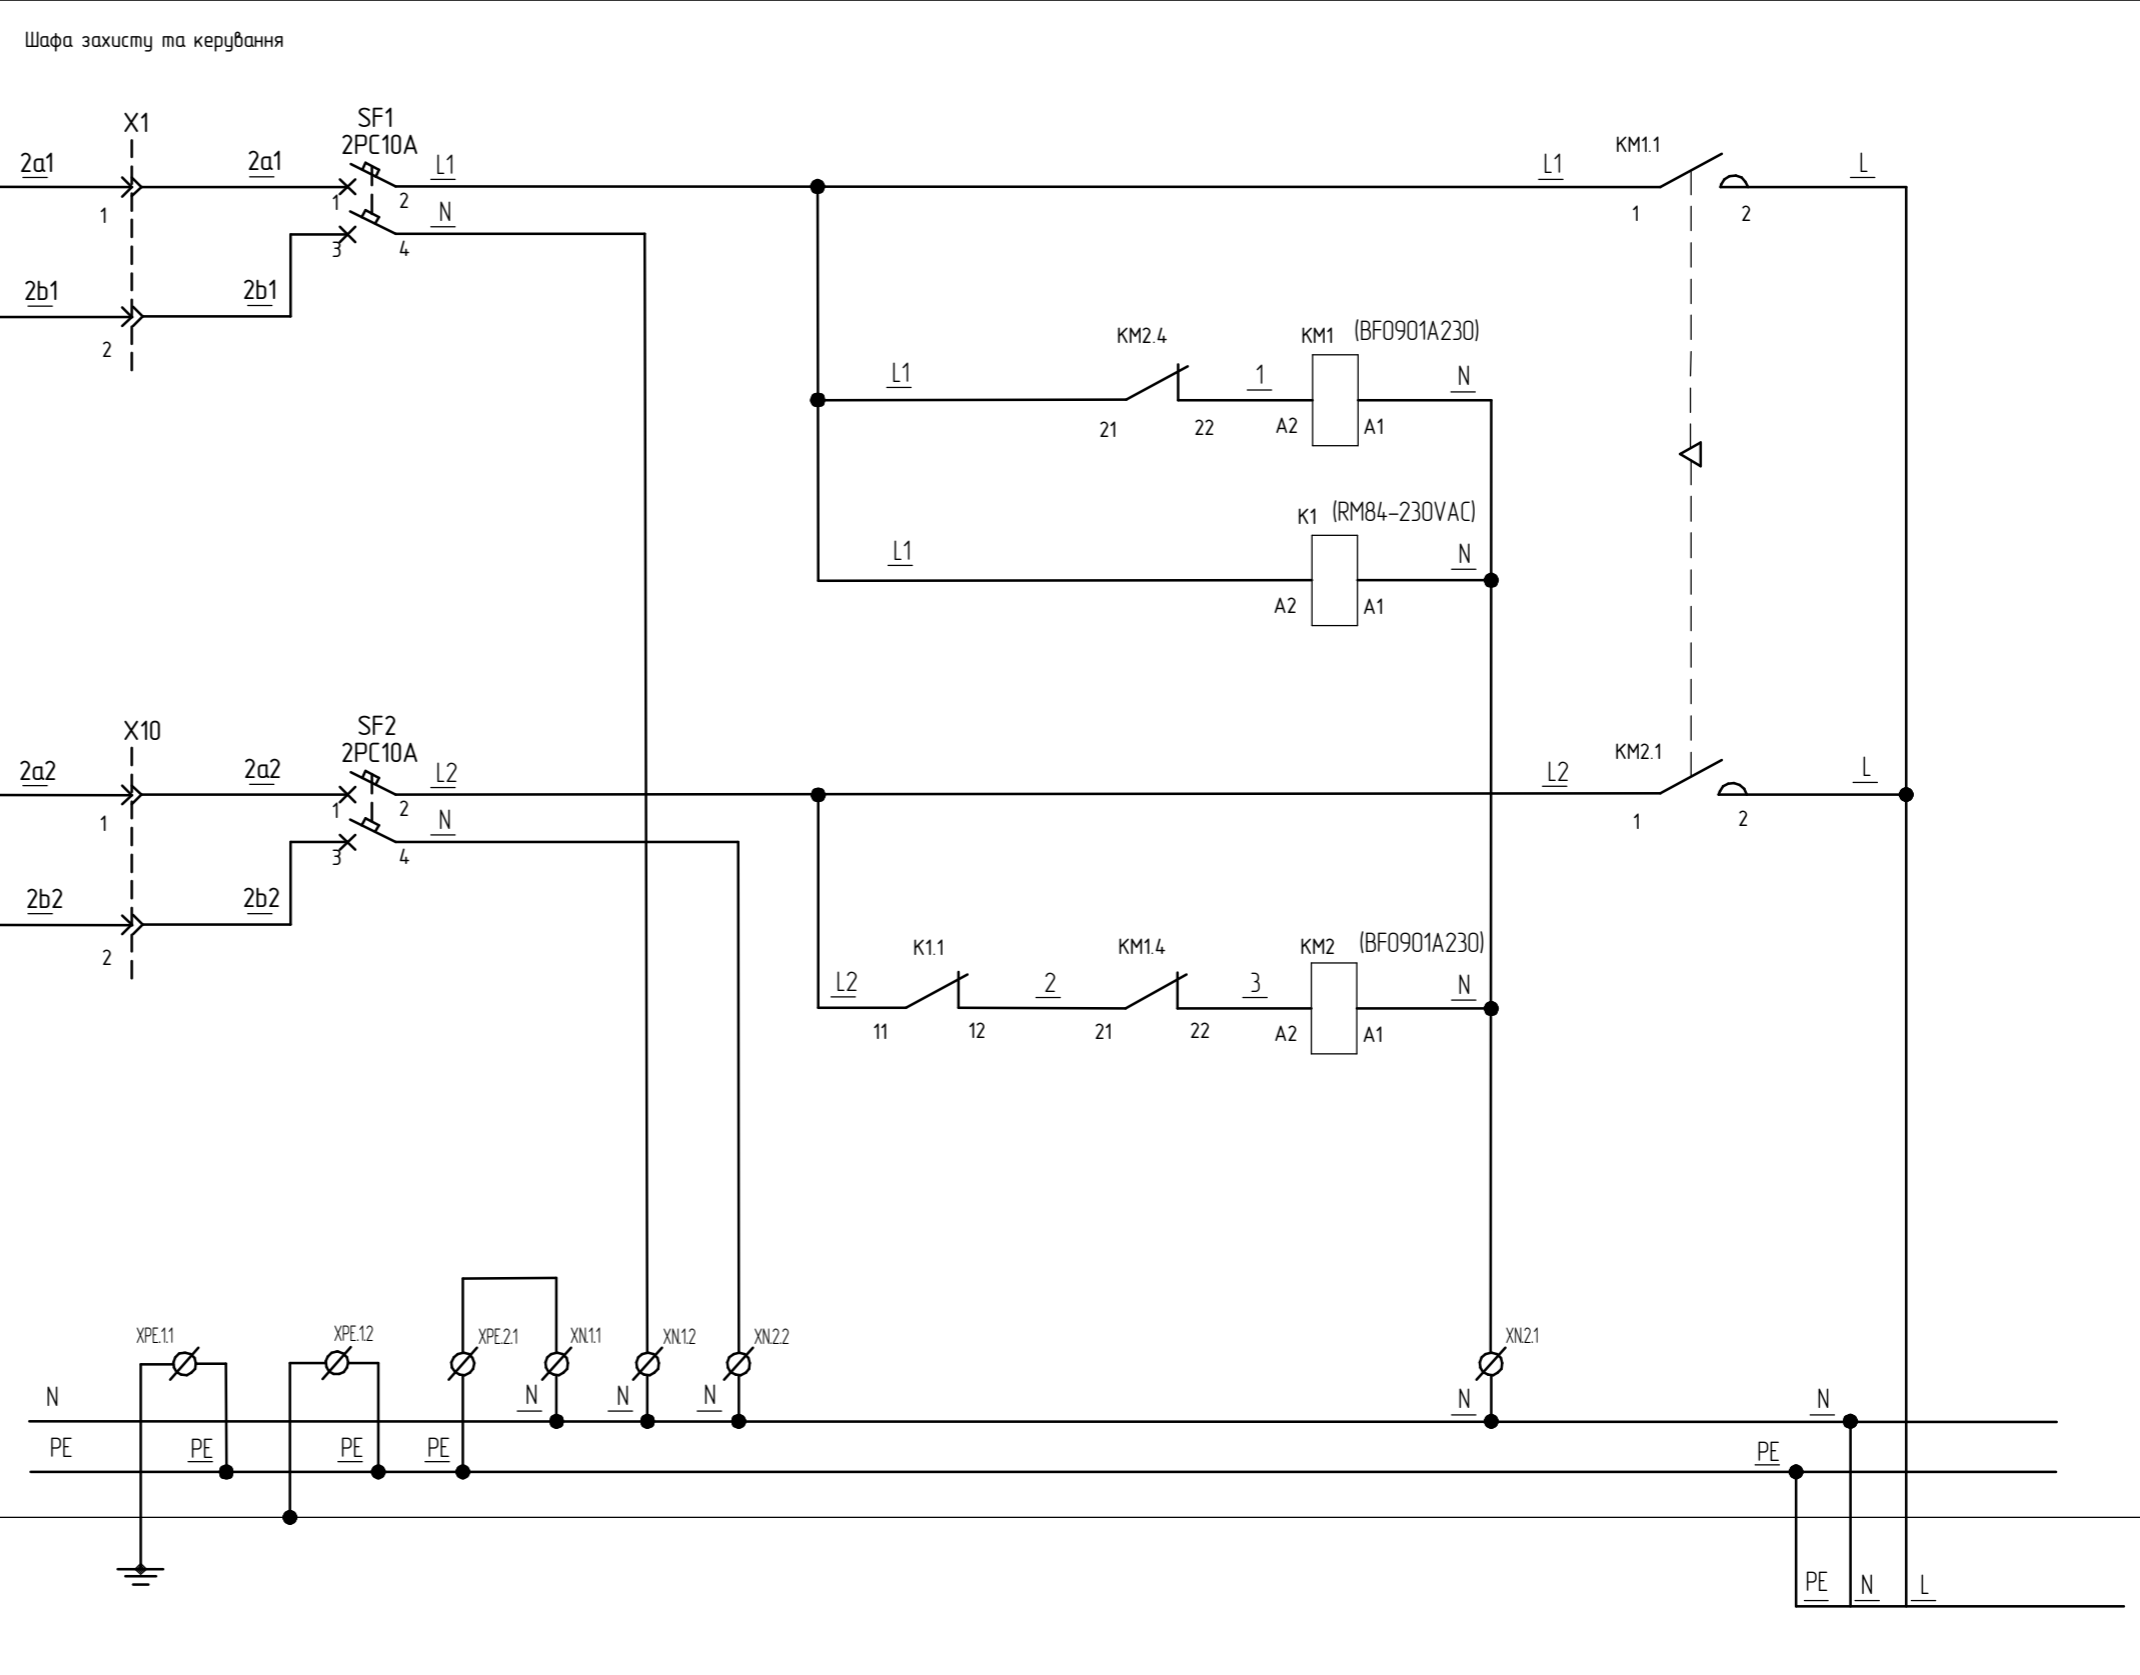 Шафа захисту та керування
X1
SF1
2РС10А
2a1
2a1
L1
L1
KM1.1
L
1
1
2
N
1
2
3
4
2b1
2b1
2
KM2.4
KM1
(BF0901A230)
L1
1
N
21
22
A2
A1
K1
(RM84-230VAC)
L1
N
A2
A1
X10
SF2
2РС10А
2a2
2a2
L2
L2
KM2.1
L
1
1
2
N
1
2
3
4
2b2
2b2
2
K1.1
KM1.4
KM2
(BF0901A230)
L2
2
3
N
11
12
21
22
A2
A1
XPE.1.1
XPE.1.2
XPE.2.1
XN.1.1
XN.1.2
XN.2.2
XN.2.1
N
N
N
N
N
N
PE
PE
PE
PE
PE
PE
N
L